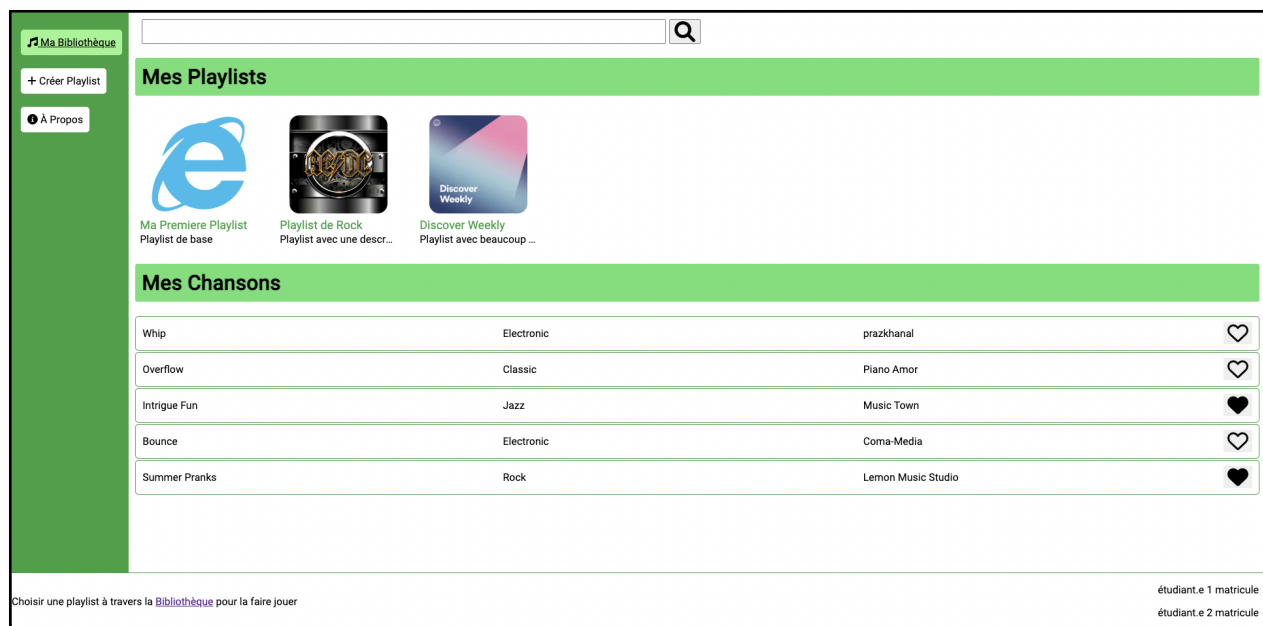 Ma Bibliothèque
+ Créer Playlist
À Propos
Mes Playlists
AC/DC
Discover
Weekly
Ma Premiere Playlist
Playlist de Rock
Discover Weekly
Playlist de base
Playlist avec une descr...
Playlist avec beaucoup ...
Mes Chansons
Whip Electronic prazkhanal
Overflow Classic Piano Amor
Intrigue Fun Jazz Music Town
Bounce Electronic Coma-Media
Summer Pranks Rock Lemon Music Studio
Choisir une playlist à travers la Bibliothèque pour la faire jouer
étudiant.e 1 matricule
étudiant.e 2 matricule